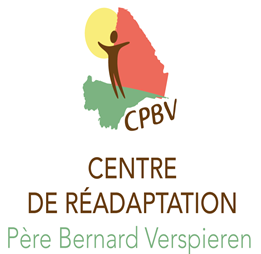 CPBV
CENTRE
DE RÉADAPTATION
Père Bernard Verspieren